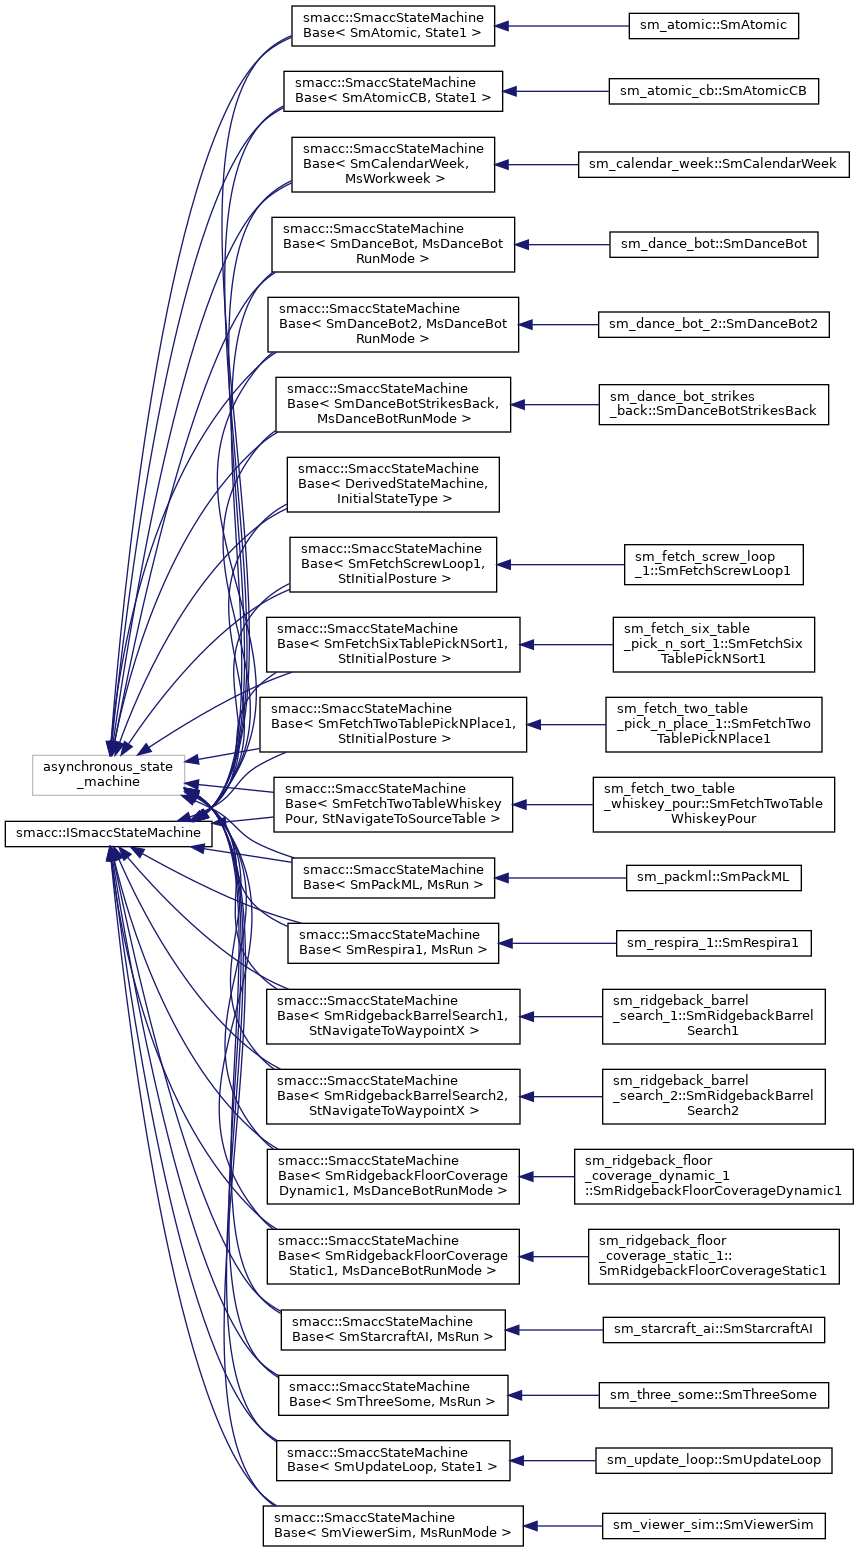 smacc::SmaccStateMachine
Base< SmAtomic, State1 >
sm_atomic::SmAtomic
smacc::SmaccStateMachine
Base< SmAtomicCB, State1 >
sm_atomic_cb::SmAtomicCB
smacc::SmaccStateMachine
Base< SmCalendarWeek,
MsWorkweek >
sm_calendar_week::SmCalendarWeek
smacc::SmaccStateMachine
Base< SmDanceBot, MsDanceBot
RunMode >
sm_dance_bot::SmDanceBot
smacc::SmaccStateMachine
Base< SmDanceBot2, MsDanceBot
RunMode >
sm_dance_bot_2::SmDanceBot2
smacc::SmaccStateMachine
Base< SmDanceBotStrikesBack,
MsDanceBotRunMode >
sm_dance_bot_strikes
_back::SmDanceBotStrikesBack
smacc::SmaccStateMachine
Base< DerivedStateMachine,
InitialStateType >
smacc::SmaccStateMachine
Base< SmFetchScrewLoop1,
StInitialPosture >
sm_fetch_screw_loop
_1::SmFetchScrewLoop1
smacc::SmaccStateMachine
Base< SmFetchSixTablePickNSort1,
StInitialPosture >
sm_fetch_six_table
_pick_n_sort_1::SmFetchSix
TablePickNSort1
smacc::SmaccStateMachine
Base< SmFetchTwoTablePickNPlace1,
StInitialPosture >
sm_fetch_two_table
_pick_n_place_1::SmFetchTwo
TablePickNPlace1
asynchronous_state
_machine
smacc::SmaccStateMachine
Base< SmFetchTwoTableWhiskey
Pour, StNavigateToSourceTable >
sm_fetch_two_table
_whiskey_pour::SmFetchTwoTable
WhiskeyPour
smacc::ISmaccStateMachine
smacc::SmaccStateMachine
Base< SmPackML, MsRun >
sm_packml::SmPackML
smacc::SmaccStateMachine
Base< SmRespira1, MsRun >
sm_respira_1::SmRespira1
smacc::SmaccStateMachine
Base< SmRidgebackBarrelSearch1,
StNavigateToWaypointX >
sm_ridgeback_barrel
_search_1::SmRidgebackBarrel
Search1
smacc::SmaccStateMachine
Base< SmRidgebackBarrelSearch2,
StNavigateToWaypointX >
sm_ridgeback_barrel
_search_2::SmRidgebackBarrel
Search2
smacc::SmaccStateMachine
Base< SmRidgebackFloorCoverage
Dynamic1, MsDanceBotRunMode >
sm_ridgeback_floor
_coverage_dynamic_1
::SmRidgebackFloorCoverageDynamic1
smacc::SmaccStateMachine
Base< SmRidgebackFloorCoverage
Static1, MsDanceBotRunMode >
sm_ridgeback_floor
_coverage_static_1::
SmRidgebackFloorCoverageStatic1
smacc::SmaccStateMachine
Base< SmStarcraftAI, MsRun >
sm_starcraft_ai::SmStarcraftAI
smacc::SmaccStateMachine
Base< SmThreeSome, MsRun >
sm_three_some::SmThreeSome
smacc::SmaccStateMachine
Base< SmUpdateLoop, State1 >
sm_update_loop::SmUpdateLoop
smacc::SmaccStateMachine
Base< SmViewerSim, MsRunMode >
sm_viewer_sim::SmViewerSim